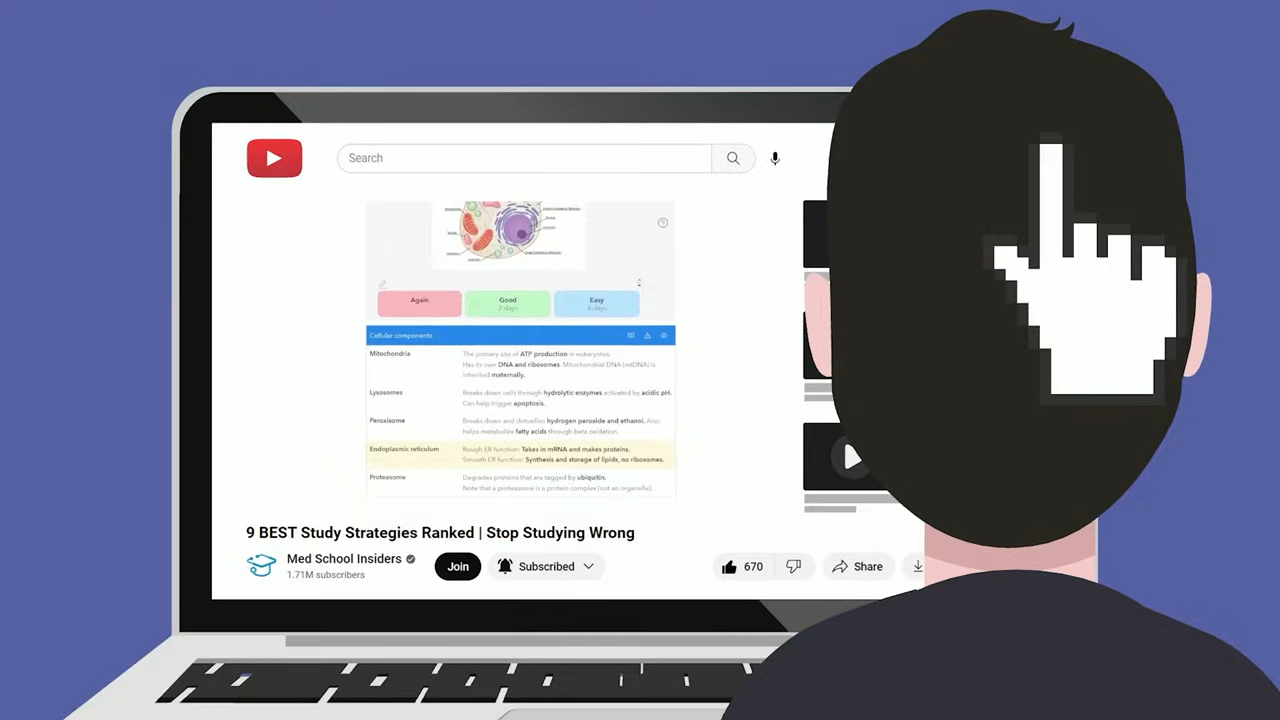 Search
Again
Good
2 days
Easy
6 days
Cellular components
Mitochondria
The primary site of ATP production in eukaryotes.
Has its own DNA and ribosomes. Mitochondrial DNA (mtDNA) is
inherited maternally.
Lysosomes
Breaks down cells through hydrolytic enzymes activated by acidic pH.
Can help trigger apoptosis.
Peroxisome
Breaks down and detoxifies hydrogen peroxide and ethanol. Also
helps metabolize fatty acids through beta oxidation.
Endoplasmic reticulum
Rough ER function: Takes in mRNA and makes proteins.
Smooth ER function: Synthesis and storage of lipids, no ribosomes.
Proteasome
Degrades proteins that are tagged by ubiquitin.
Note that a proteasome is a protein complex (not an organelle).
9 BEST Study Strategies Ranked | Stop Studying Wrong
Med School Insiders
1.71M subscribers
Join
Subscribed
670
Share